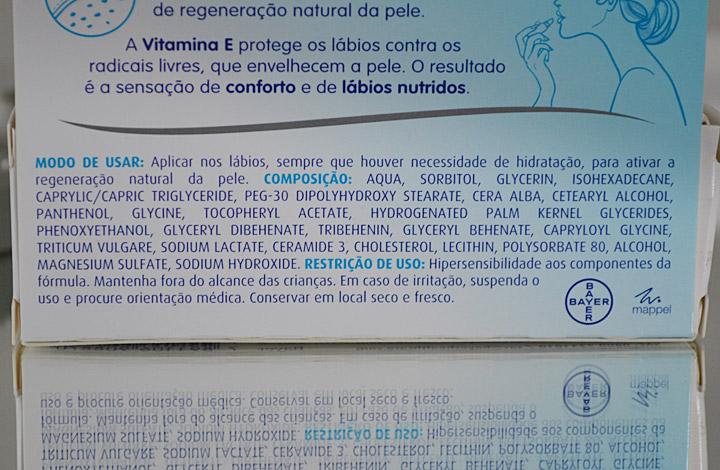 de regeneração natural da pele.
A Vitamina E protege os lábios contra os
radicais livres, que envelhecem a pele. O resultado
é a sensação de conforto e de lábios nutridos.
MODO DE USAR: Aplicar nos lábios, sempre que houver necessidade de hidratação, para ativar a
regeneração natural da pele. COMPOSIÇÃO: AQUA, SORBITOL, GLYCERIN, ISOHEXADECANE,
CAPRYLIC/CAPRIC TRIGLYCERIDE, PEG-30 DIPOLYHYDROXY STEARATE, CERA ALBA, CETEARYL ALCOHOL,
PANTHENOL, GLYCINE, TOCOPHERYL ACETATE, HYDROGENATED PALM KERNEL GLYCERIDES,
PHENOXYETHANOL, GLYCERYL DIBEHENATE, TRIBEHENIN, GLYCERYL BEHENATE, CAPRYLOYL GLYCINE,
TRITICUM VULGARE, SODIUM LACTATE, CERAMIDE 3, CHOLESTEROL, LECITHIN, POLYSORBATE 80, ALCOHOL,
MAGNESIUM SULFATE, SODIUM HYDROXIDE. RESTRIÇÃO DE USO: Hipersensibilidade aos componentes da
fórmula. Mantenha fora do alcance das crianças. Em caso de irritação, suspenda o
uso e procure orientação médica. Conservar em local seco e fresco.
BAYER
BAYER
mappel